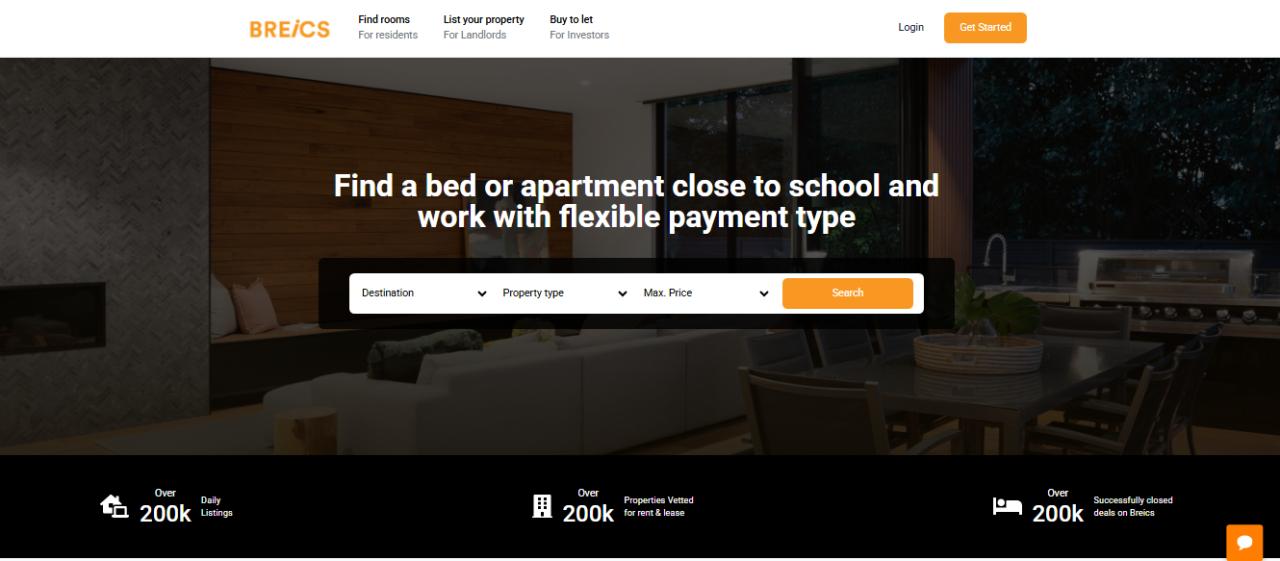 BREiCS
Find rooms
For residents
List your property
For Landlords
Buy to let
For Investors
Login
Get Started
Find a bed or apartment close to school and
work with flexible payment type
Destination
Property type
Max. Price
Search
Over
200k
Daily
Listings
Over
200k
Properties Vetted
for rent & lease
Over
200k
Successfully closed
deals on Breics